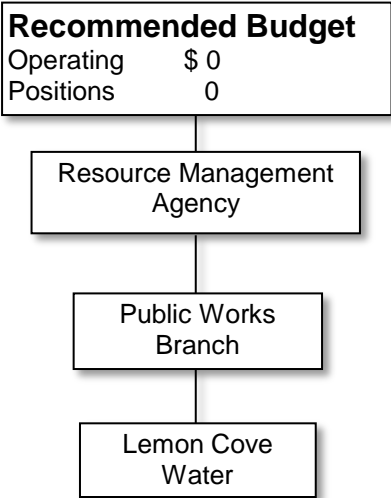 Recommended Budget
Operating $ 0
Positions 0
Resource Management
Agency
Public Works
Branch
Lemon Cove
Water